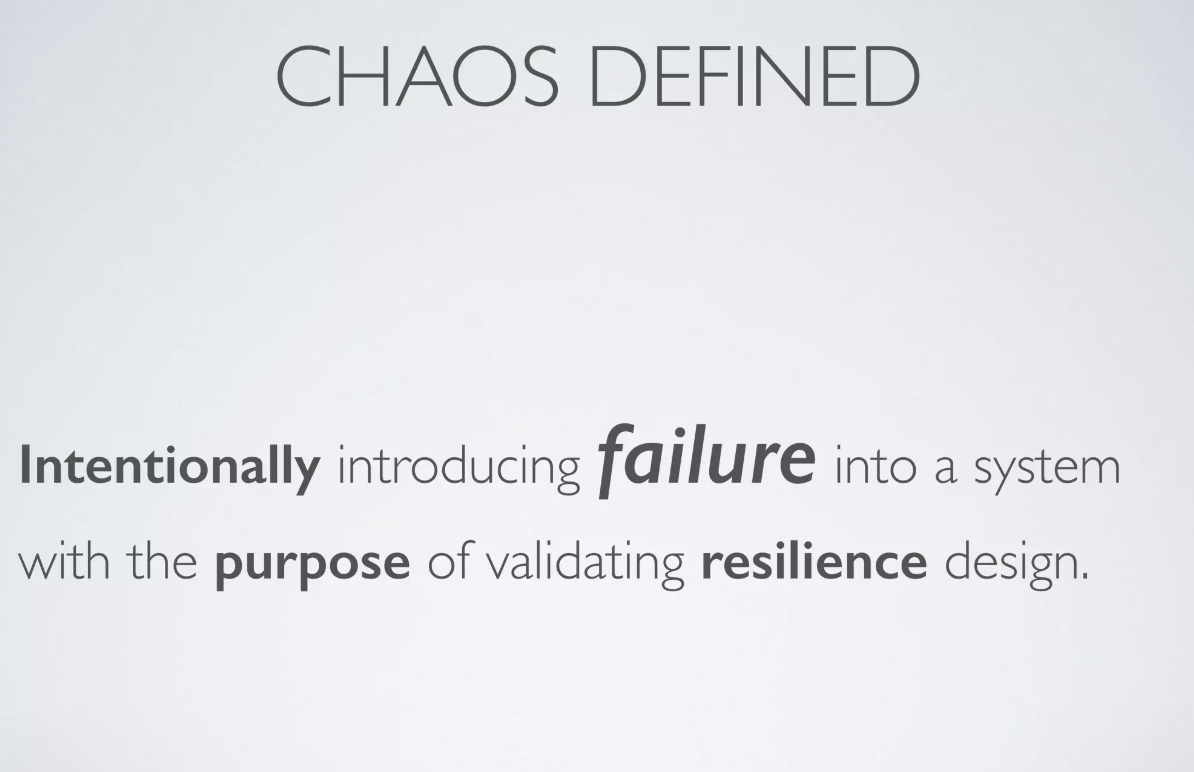 CHAOS DEFINED
Intentionally introducing failure into a system
with the purpose of validating resilience design.